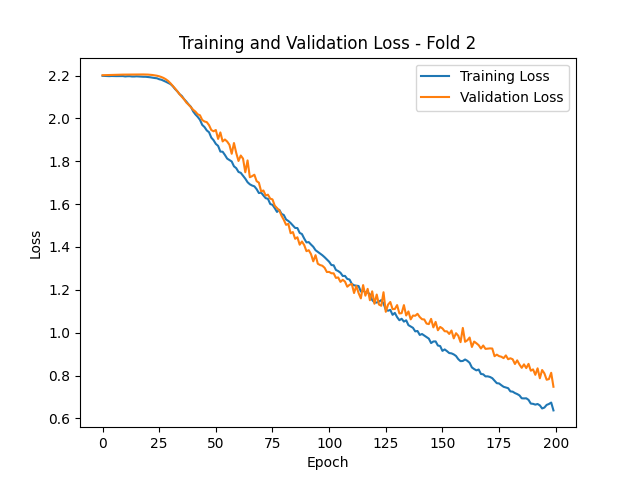 Training and Validation Loss - Fold 2
Training Loss
Validation Loss
Loss
2.2
2.0
1.8
1.6
1.4
1.2
1.0
0.8
0.6
0 25 50 75 100 125 150 175 200
Epoch